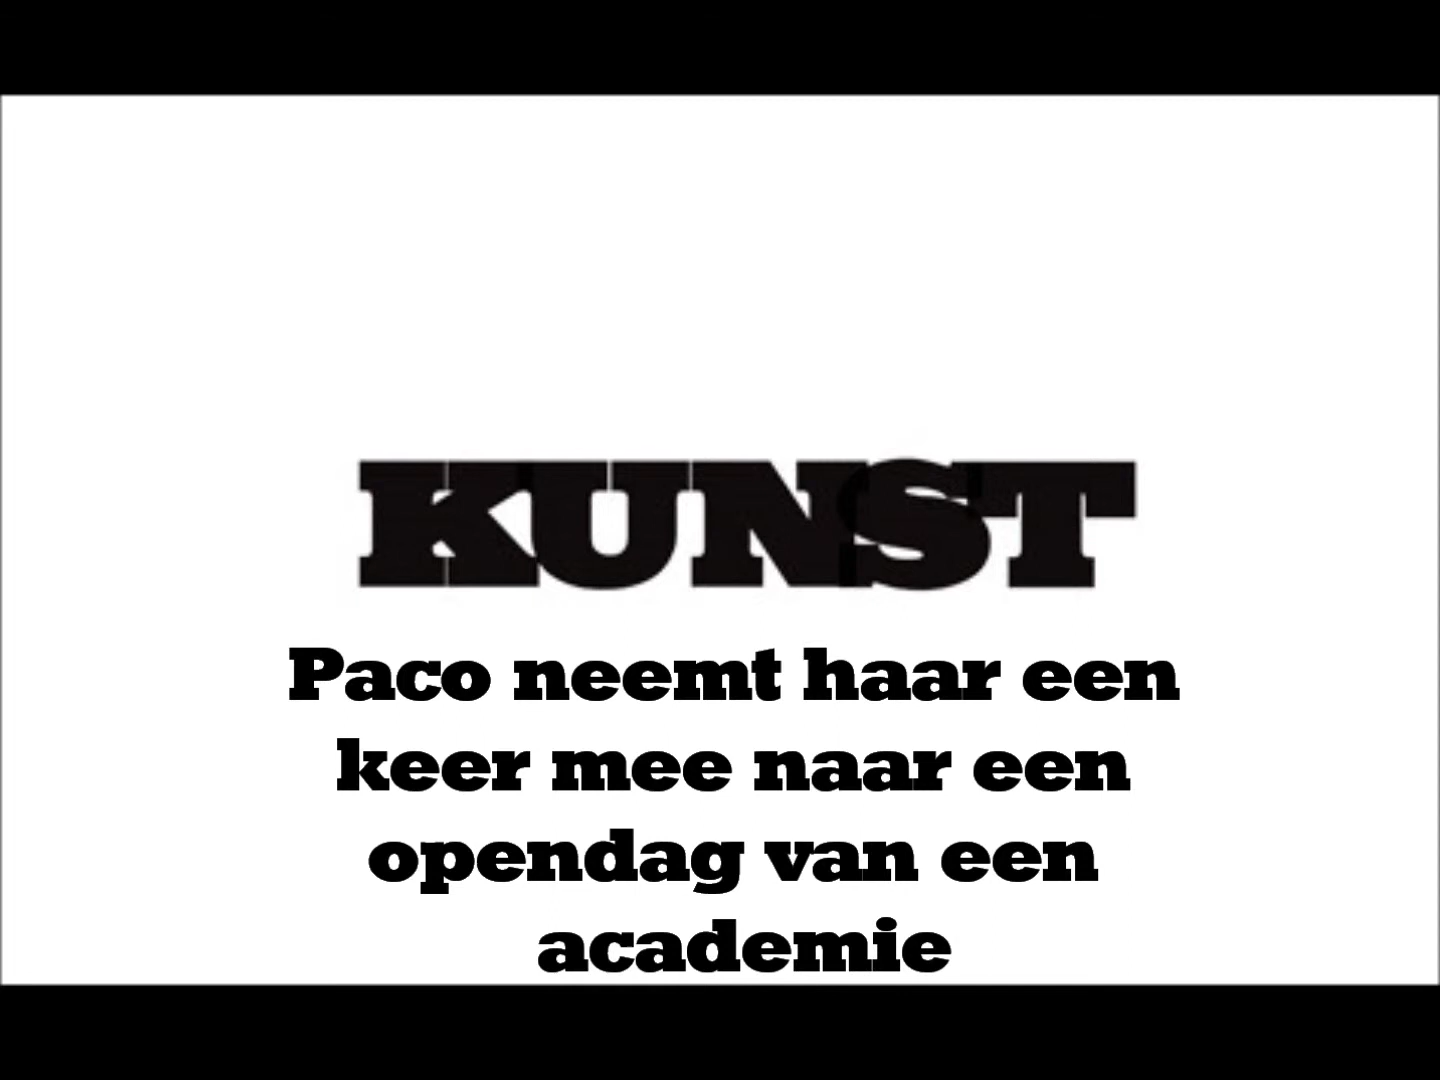 KUNST
Paco neemt haar een
keer mee naar een
opendag van een
academie